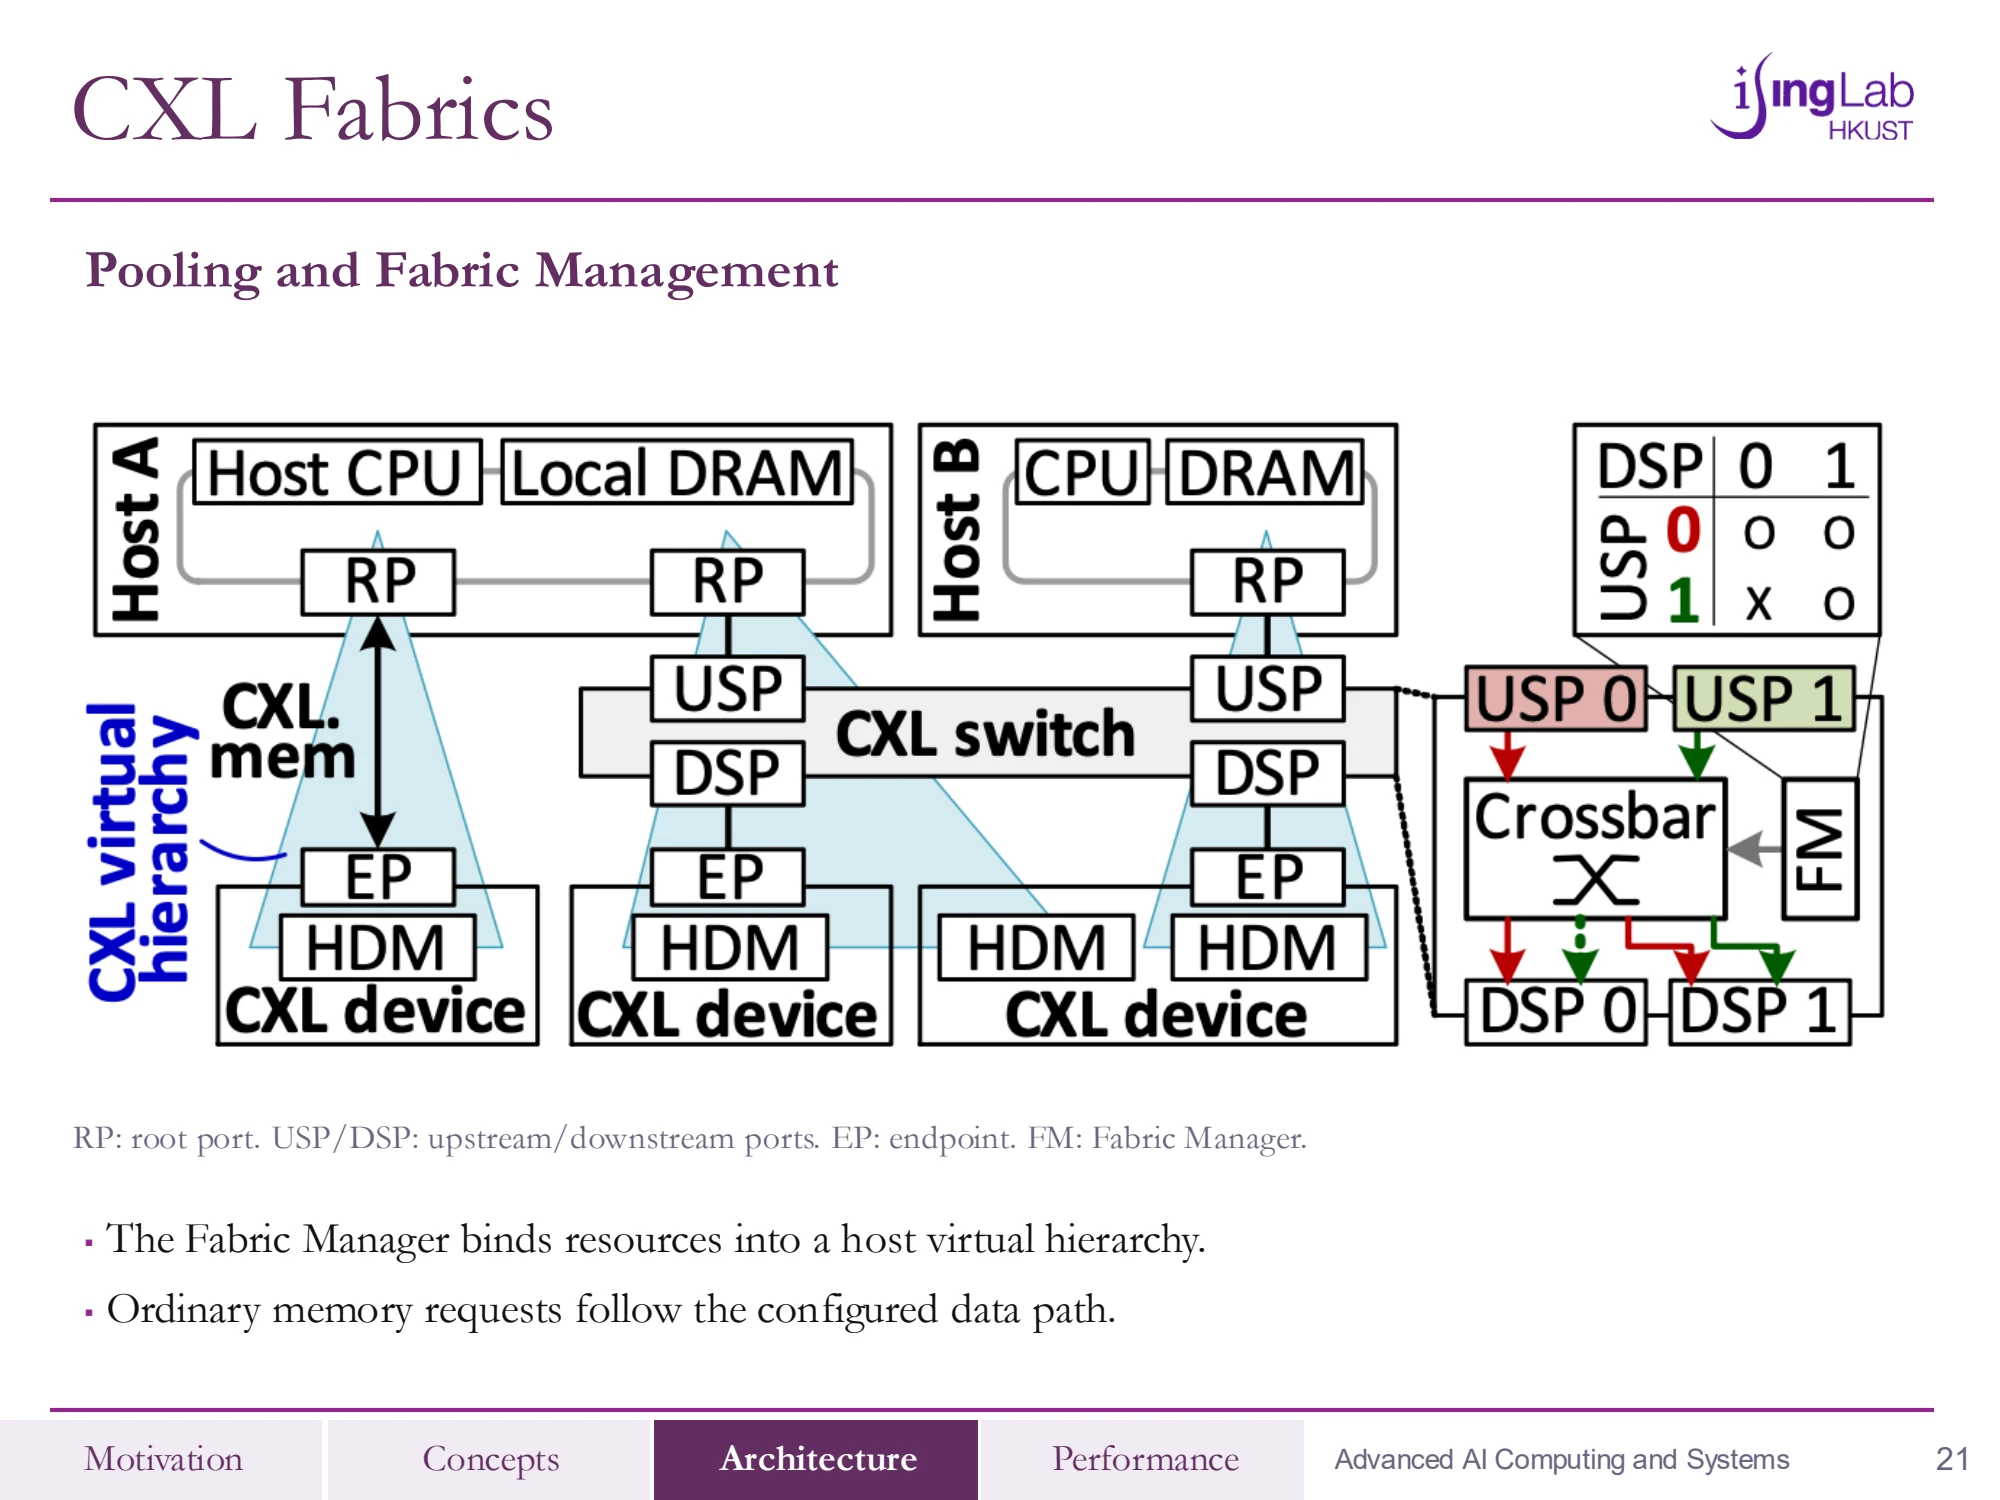 CXL Fabrics
iSingLab
HKUST
Pooling and Fabric Management
Host A
Host CPU
Local DRAM
RP
RP
Host B
CPU
DRAM
RP
DSP 0 1
USP 0 o o
1 x o
CXL virtual
hierarchy
CXL.
mem
USP
CXL switch
USP
DSP
DSP
EP
EP
EP
HDM
HDM
HDM
HDM
CXL device
CXL device
CXL device
USP 0
USP 1
Crossbar
FM
DSP 0
DSP 1
RP: root port. USP/DSP: upstream/downstream ports. EP: endpoint. FM: Fabric Manager.
▪ The Fabric Manager binds resources into a host virtual hierarchy.
▪ Ordinary memory requests follow the configured data path.
Motivation
Concepts
Architecture
Performance
Advanced AI Computing and Systems
21